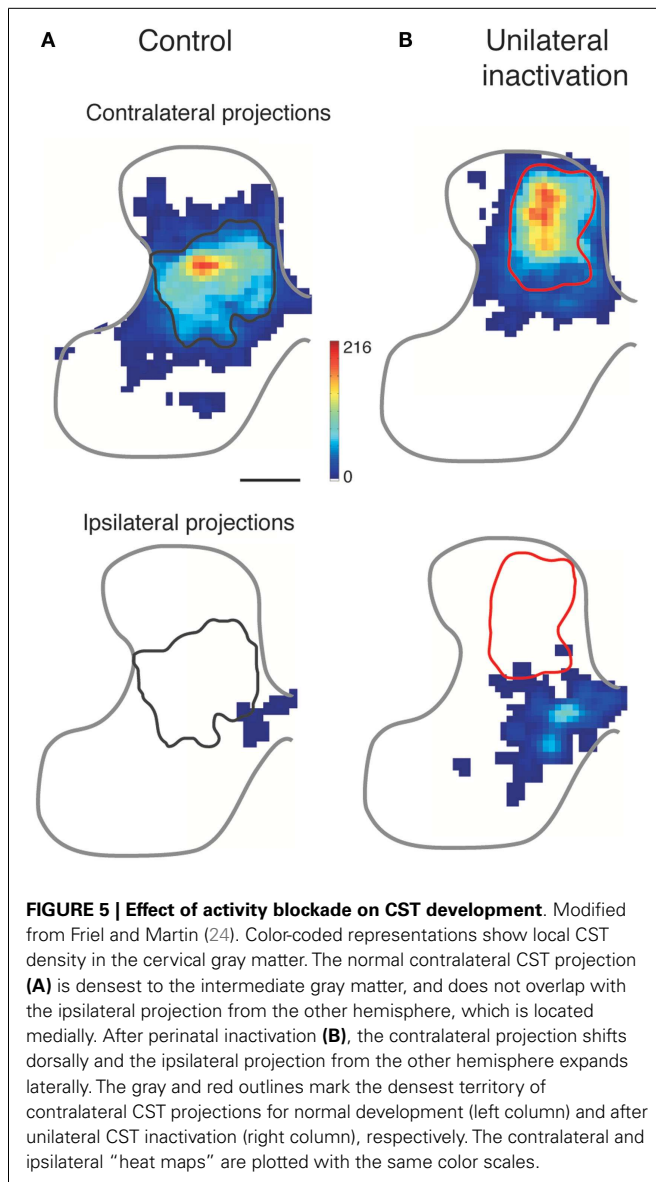 A Control
B Unilateral inactivation
Contralateral projections
216
0
Ipsilateral projections
FIGURE 5 | Effect of activity blockade on CST development. Modified
from Friel and Martin (24). Color-coded representations show local CST
density in the cervical gray matter. The normal contralateral CST projection
(A) is densest to the intermediate gray matter, and does not overlap with
the ipsilateral projection from the other hemisphere, which is located
medially. After perinatal inactivation (B), the contralateral projection shifts
dorsally and the ipsilateral projection from the other hemisphere expands
laterally. The gray and red outlines mark the densest territory of
contralateral CST projections for normal development (left column) and after
unilateral CST inactivation (right column), respectively. The contralateral and
ipsilateral “heat maps” are plotted with the same color scales.